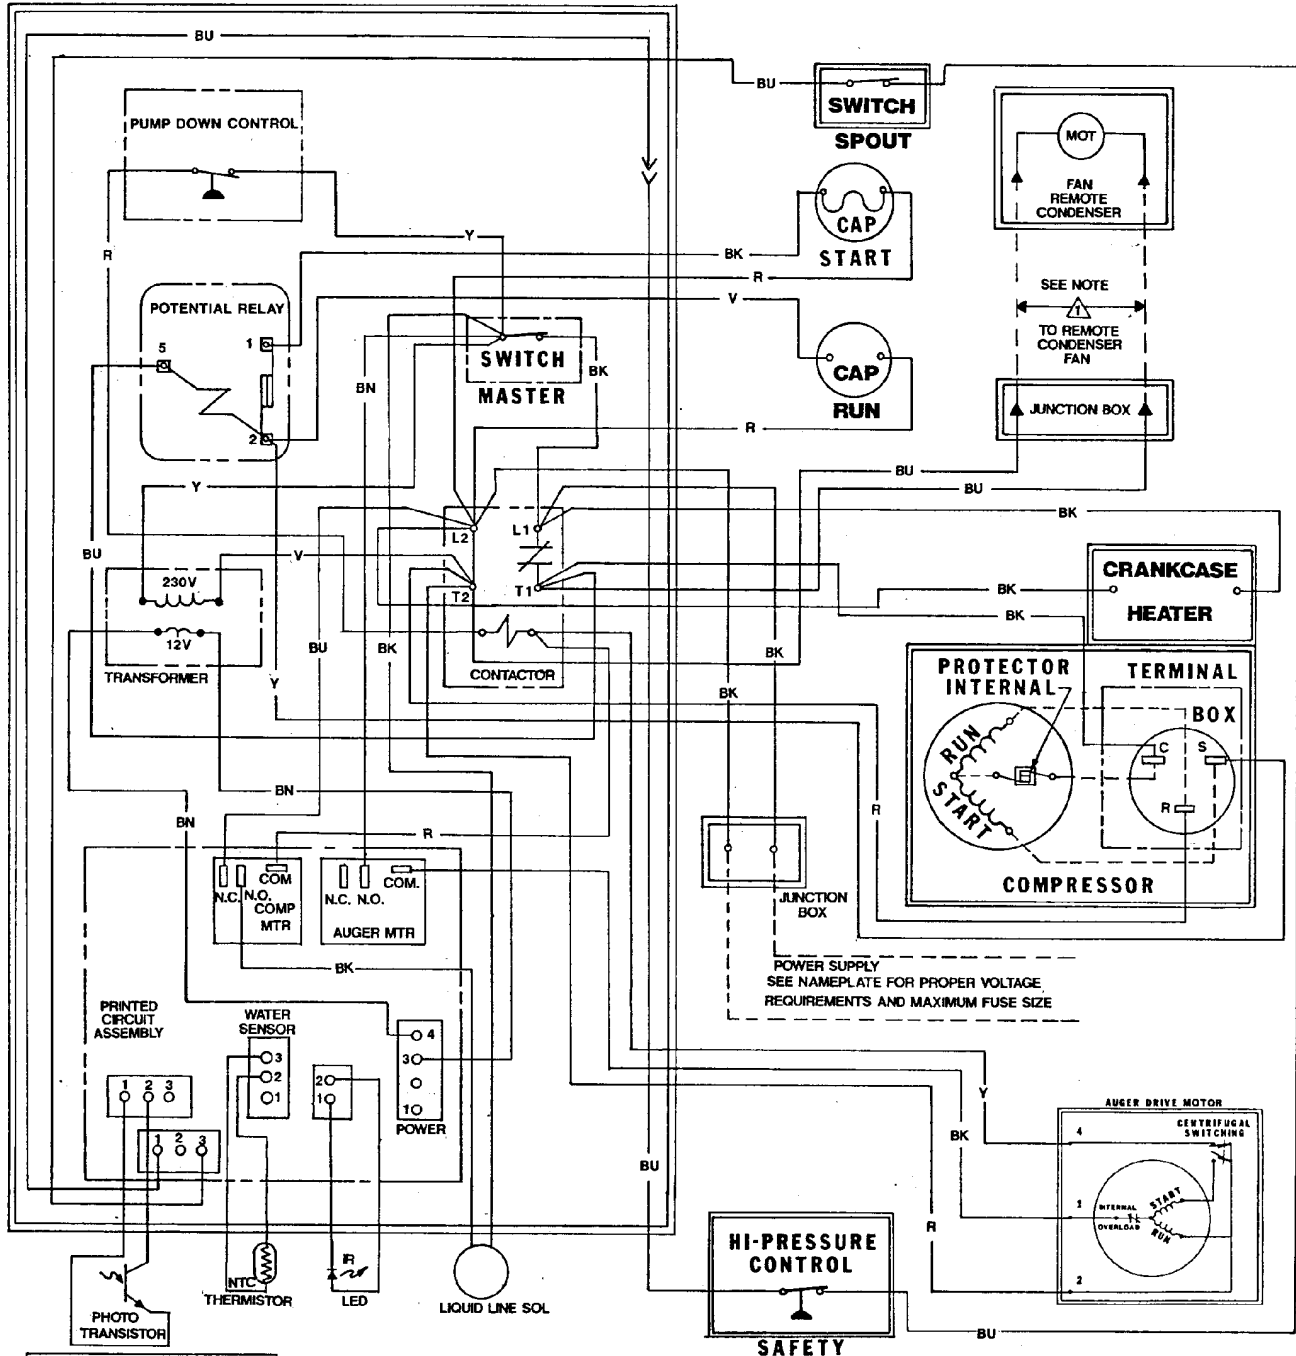 BU
BU
SWITCH
SPOUT
PUMP DOWN CONTROL
MOT
FAN
REMOTE
CONDENSER
CAP
START
Y
R
BK
R
V
SEE NOTE
1
TO REMOTE
CONDENSER
FAN
POTENTIAL RELAY
1
5
2
SWITCH
MASTER
BK
BN
CAP
RUN
R
JUNCTION BOX
BU
BU
Y
BK
L2
L1
BU
V
T2
T1
230V
12V
TRANSFORMER
CRANKCASE
HEATER
BK
BK
BU
BK
CONTACTOR
BK
BK
Y
PROTECTOR
INTERNAL
TERMINAL
BOX
RUN
START
C
S
R
COMPRESSOR
R
BN
BN
R
N.C.
N.O.
COM
COMP
MTR
N.C.
N.O.
COM.
AUGER MTR
JUNCTION
BOX
BK
POWER SUPPLY
SEE NAMEPLATE FOR PROPER VOLTAGE
REQUIREMENTS AND MAXIMUM FUSE SIZE
PRINTED
CIRCUIT
ASSEMBLY
WATER
SENSOR
3
2
1
2
1
4
3
1
POWER
1 2 3
1 2 3
Y
BK
R
BU
AUGER DRIVE MOTOR
4
CENTRIFUGAL
SWITCHING
1
INTERNAL
OVERLOAD
START
RUN
2
HI-PRESSURE
CONTROL
SAFETY
BU
PHOTO
TRANSISTOR
NTC
THERMISTOR
IR
LED
LIQUID LINE SOL